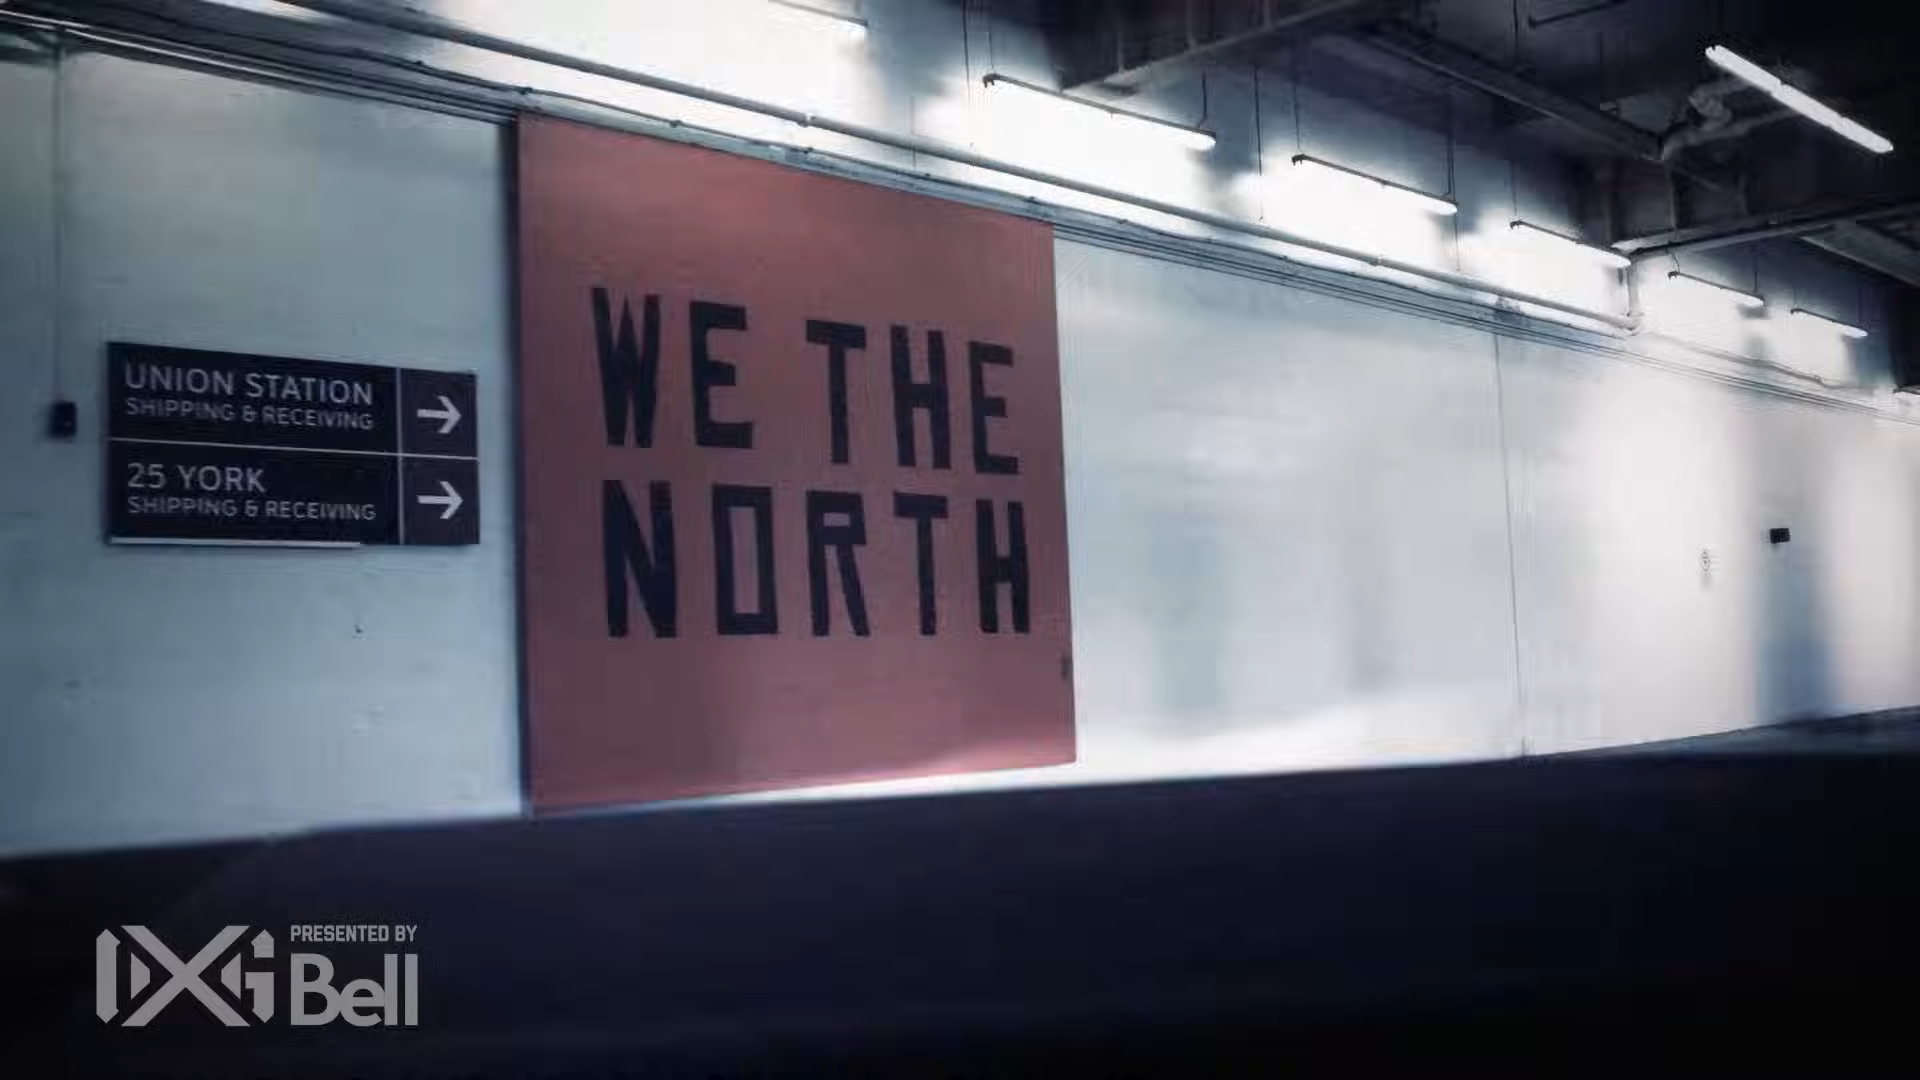 UNION STATION
SHIPPING & RECEIVING
25 YORK
SHIPPING & RECEIVING
WE THE
NORTH
PRESENTED BY
Bell